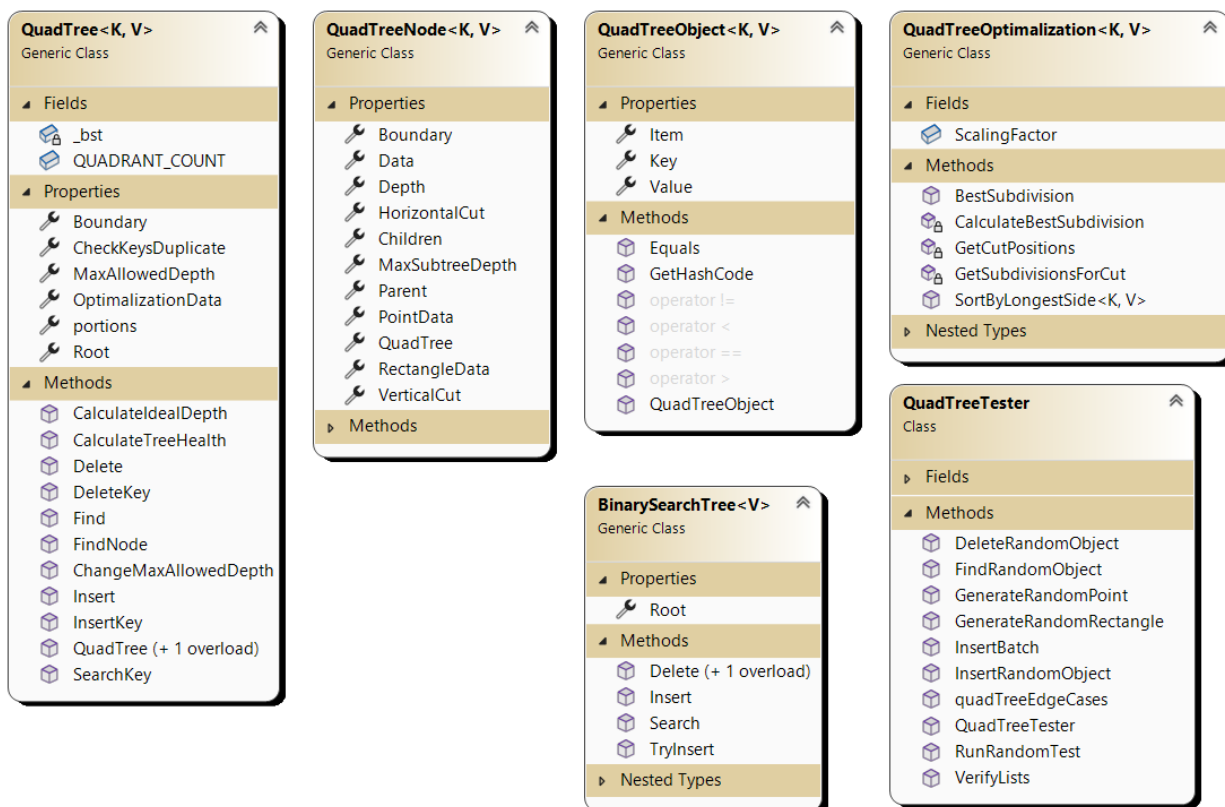 QuadTree<K, V>
Generic Class
Fields
_bst
QUADRANT_COUNT
Properties
Boundary
CheckKeysDuplicate
MaxAllowedDepth
OptimalizationData
portions
Root
Methods
CalculateIdealDepth
CalculateTreeHealth
Delete
DeleteKey
Find
FindNode
ChangeMaxAllowedDepth
Insert
InsertKey
QuadTree (+ 1 overload)
SearchKey
QuadTreeNode<K, V>
Generic Class
Properties
Boundary
Data
Depth
HorizontalCut
Children
MaxSubtreeDepth
Parent
PointData
QuadTree
RectangleData
VerticalCut
Methods
QuadTreeObject<K, V>
Generic Class
Properties
Item
Key
Value
Methods
Equals
GetHashCode
operator !=
operator <
operator ==
operator >
QuadTreeObject
BinarySearchTree<V>
Generic Class
Properties
Root
Methods
Delete (+ 1 overload)
Insert
Search
TryInsert
Nested Types
QuadTreeOptimalization<K, V>
Generic Class
Fields
ScalingFactor
Methods
BestSubdivision
CalculateBestSubdivision
GetCutPositions
GetSubdivisionsForCut
SortByLongestSide<K, V>
Nested Types
QuadTreeTester
Class
Fields
Methods
DeleteRandomObject
FindRandomObject
GenerateRandomPoint
GenerateRandomRectangle
InsertBatch
InsertRandomObject
quadTreeEdgeCases
QuadTreeTester
RunRandomTest
VerifyLists